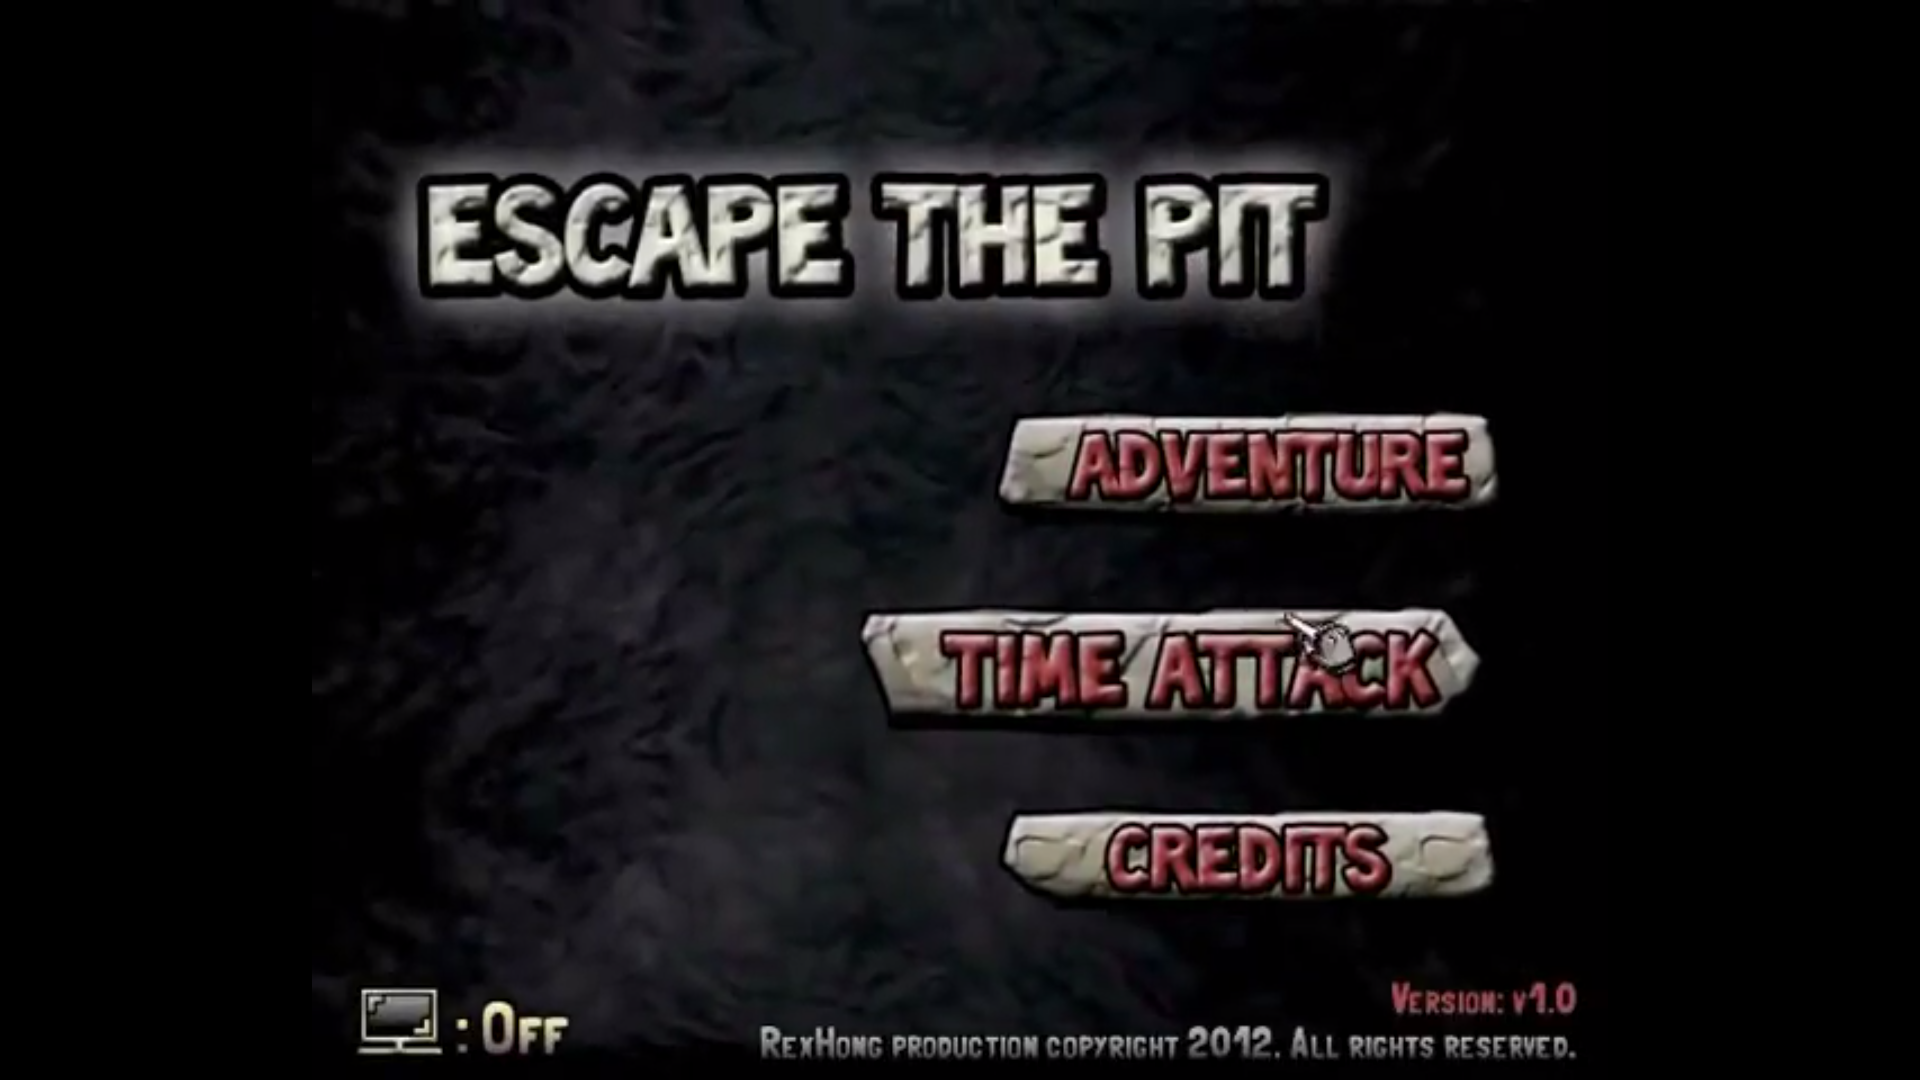 ESCAPE THE PIT
ADVENTURE
TIME ATTACK
CREDITS
VERSION: V1.0
: OFF
REXHONG PRODUCTION COPYRIGHT 2012. ALL RIGHTS RESERVED.